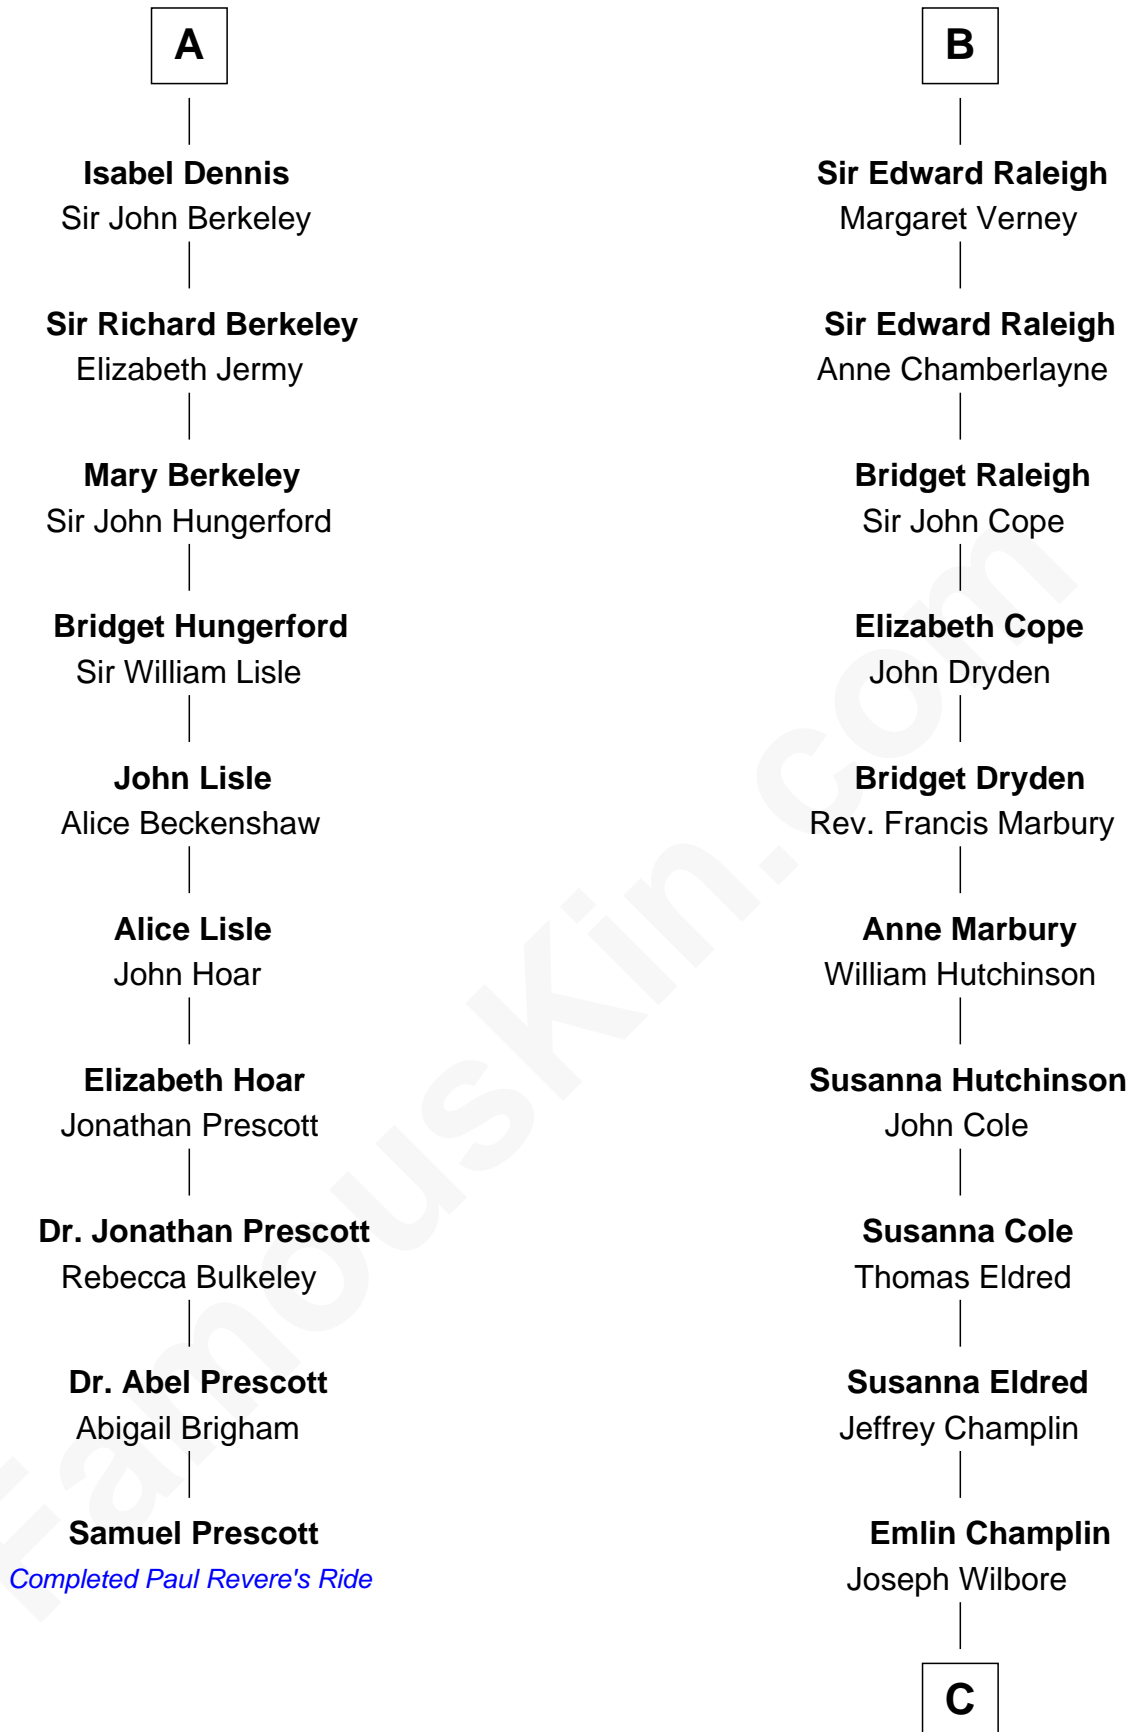 A
Isabel Dennis
Sir John Berkeley
Sir Richard Berkeley
Elizabeth Jermy
Mary Berkeley
Sir John Hungerford
Bridget Hungerford
Sir William Lisle
John Lisle
Alice Beckenshaw
Alice Lisle
John Hoar
Elizabeth Hoar
Jonathan Prescott
Dr. Jonathan Prescott
Rebecca Bulkeley
Dr. Abel Prescott
Abigail Brigham
Samuel Prescott
Completed Paul Revere's Ride
B
Sir Edward Raleigh
Margaret Verney
Sir Edward Raleigh
Anne Chamberlayne
Bridget Raleigh
Sir John Cope
Elizabeth Cope
John Dryden
Bridget Dryden
Rev. Francis Marbury
Anne Marbury
William Hutchinson
Susanna Hutchinson
John Cole
Susanna Cole
Thomas Eldred
Susanna Eldred
Jeffrey Champlin
Emlin Champlin
Joseph Wilbore
C
FamousKin.com